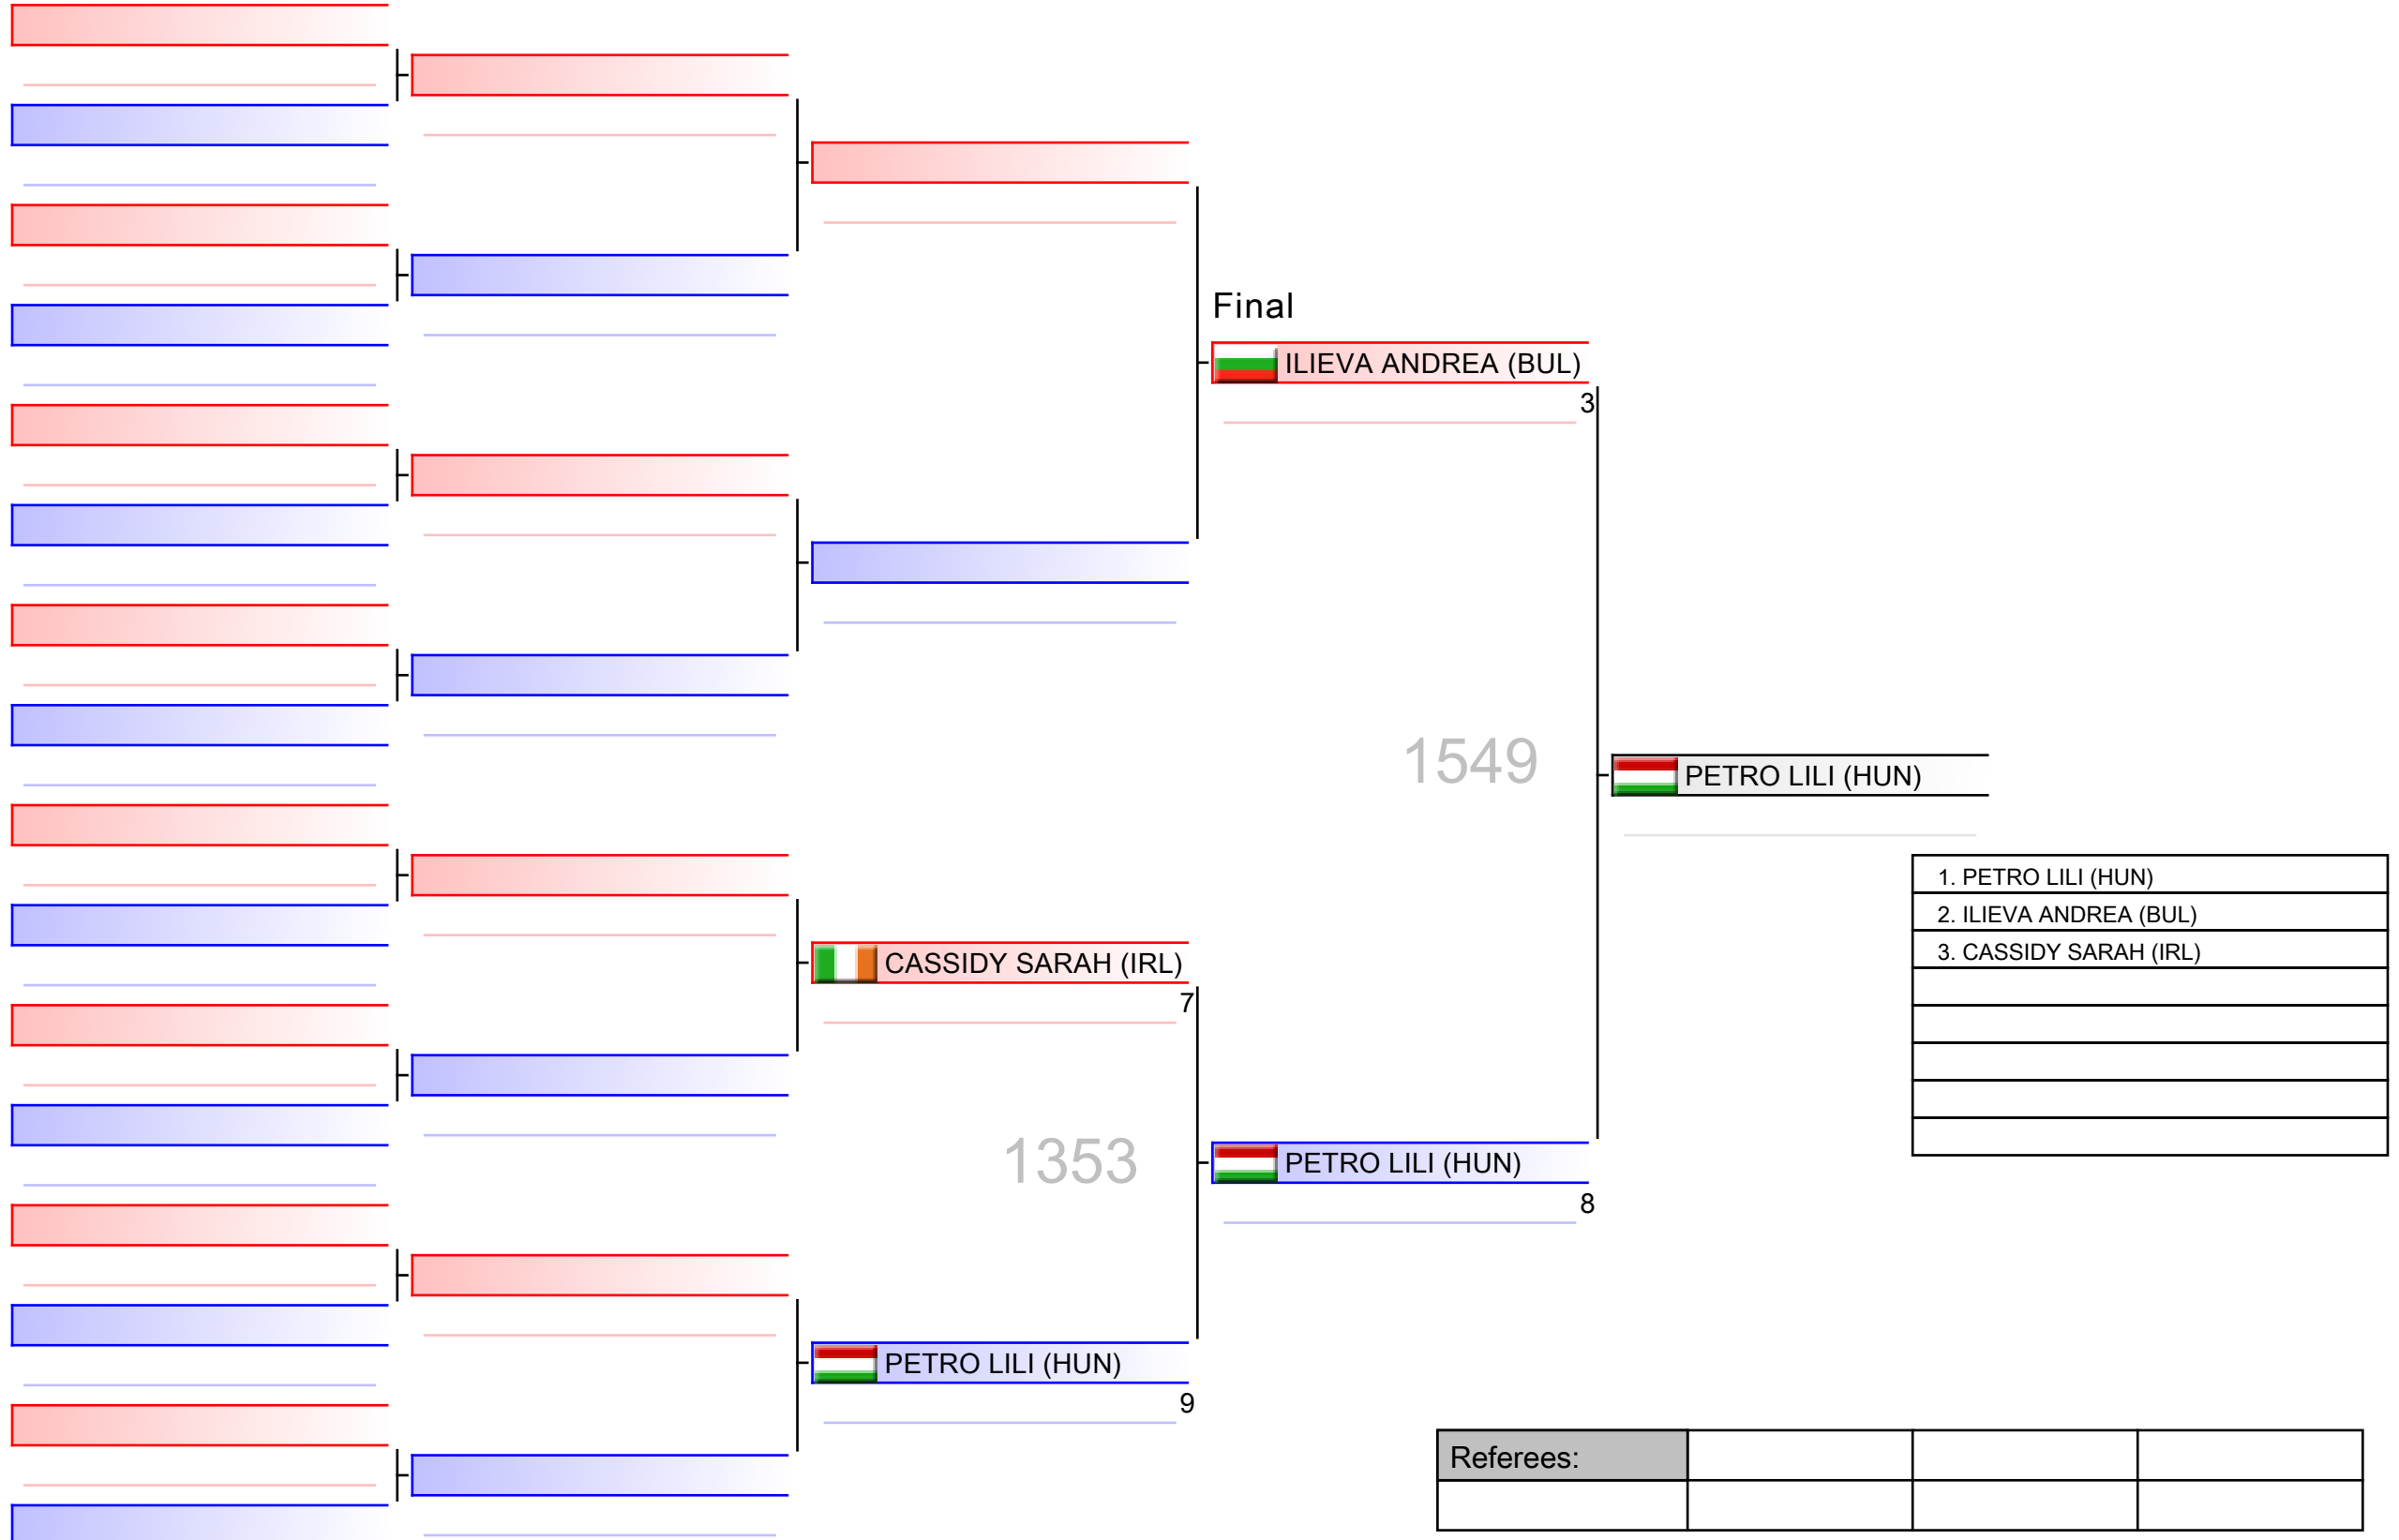 Final
ILIEVA ANDREA (BUL)
3
1549
PETRO LILI (HUN)
1. PETRO LILI (HUN)
2. ILIEVA ANDREA (BUL)
3. CASSIDY SARAH (IRL)
CASSIDY SARAH (IRL)
7
1353
PETRO LILI (HUN)
8
PETRO LILI (HUN)
9
Referees: